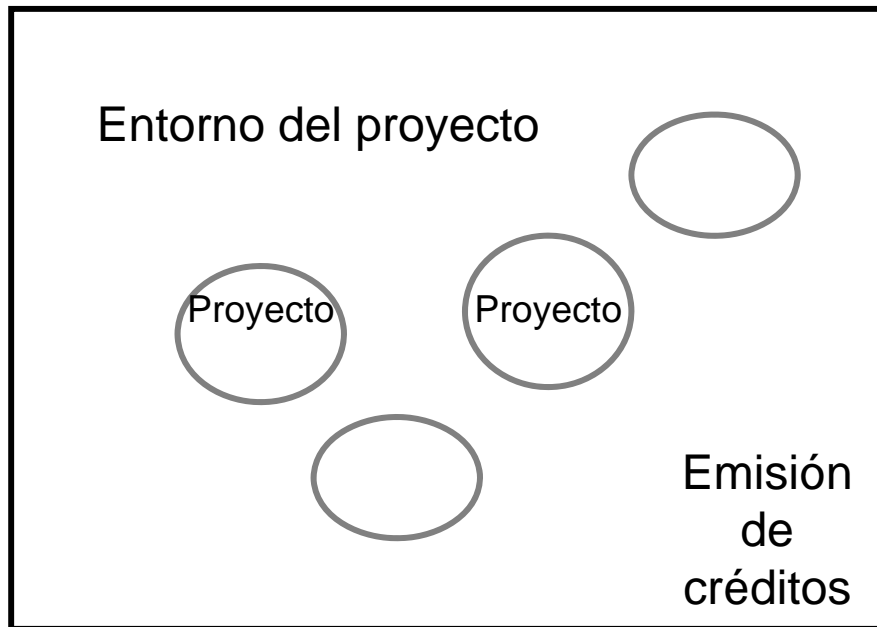 Entorno del proyecto
Proyecto
Proyecto
Emisión
de
créditos